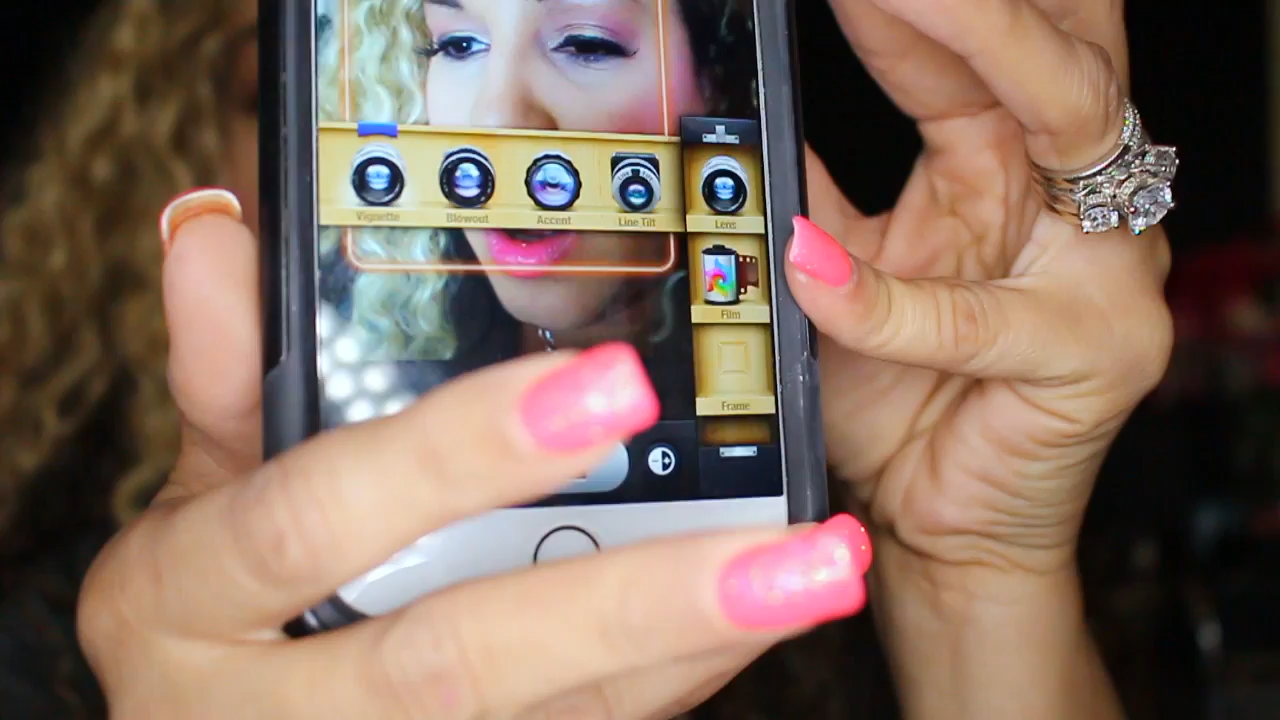 Vignette
Blowout
Accent
Line Tilt
Lens
Film
Frame